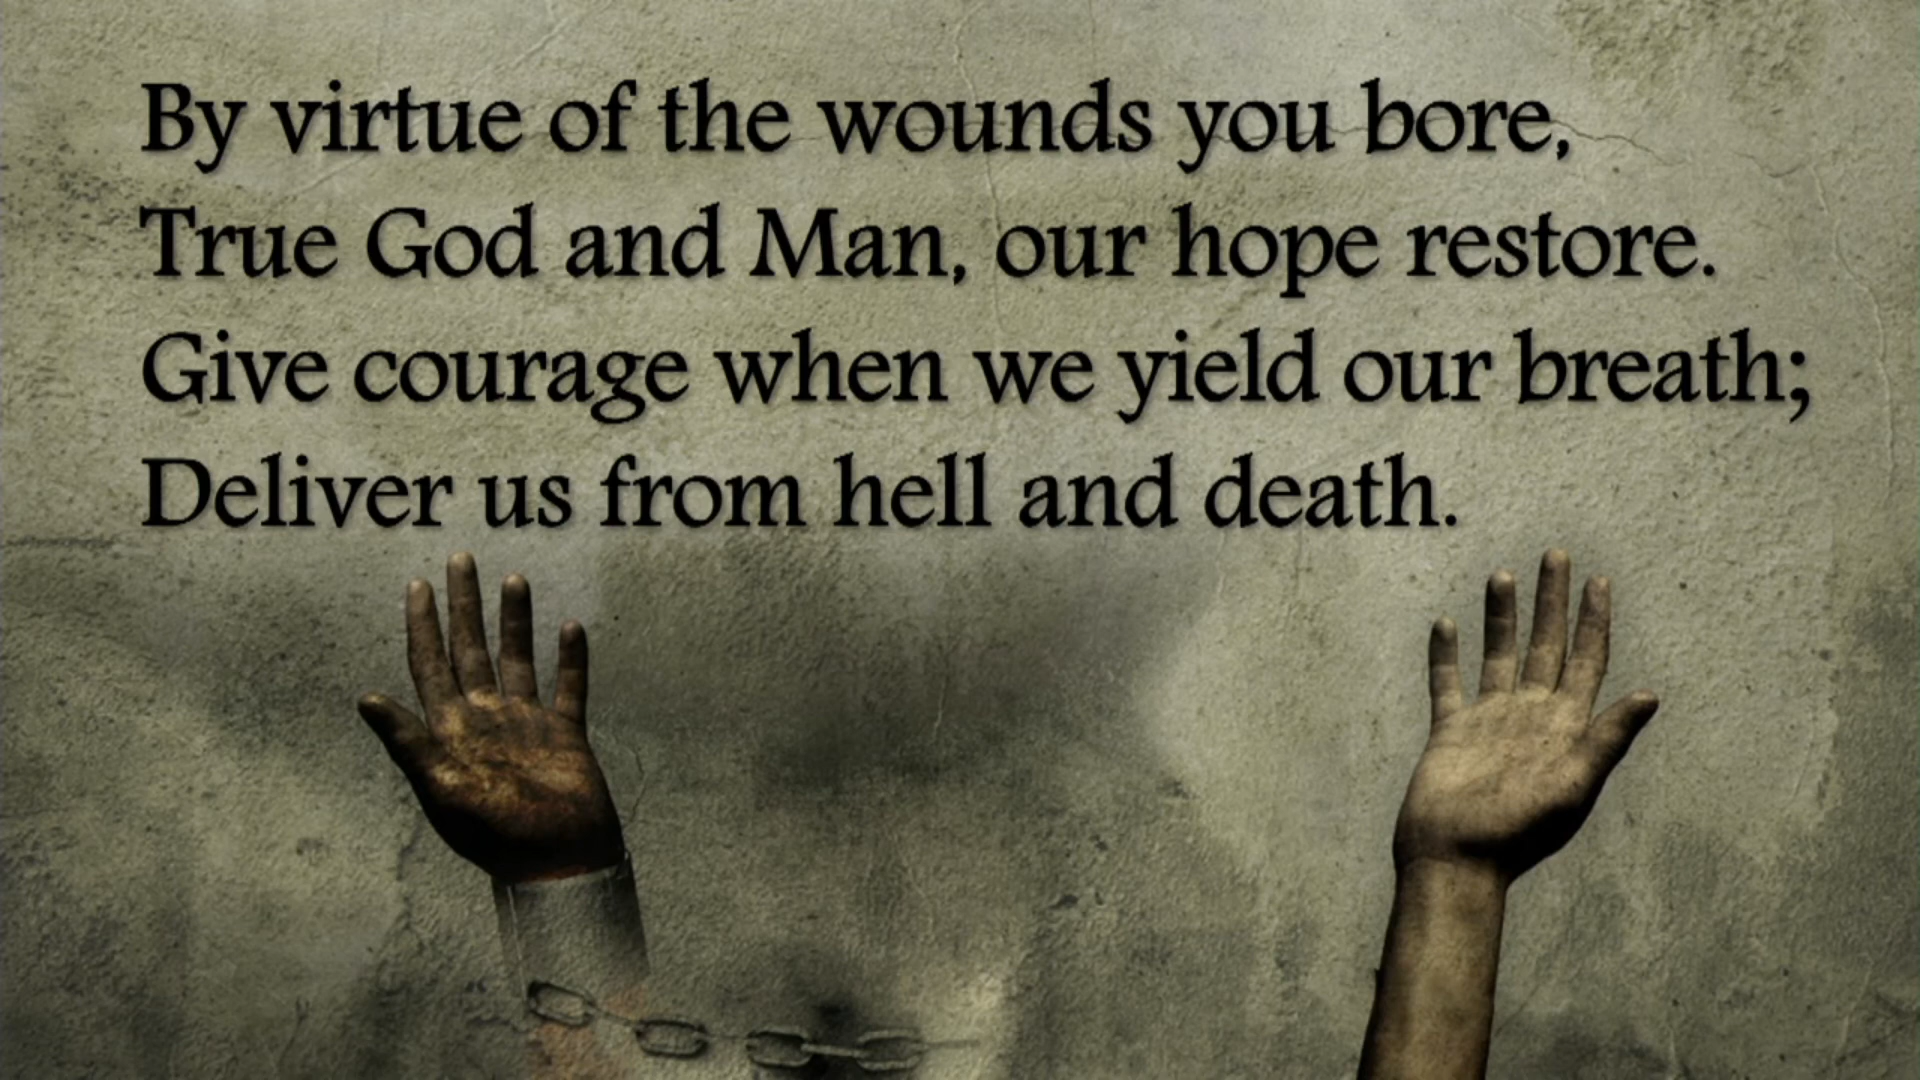 By virtue of the wounds you bore,
True God and Man, our hope restore.
Give courage when we yield our breath;
Deliver us from hell and death.